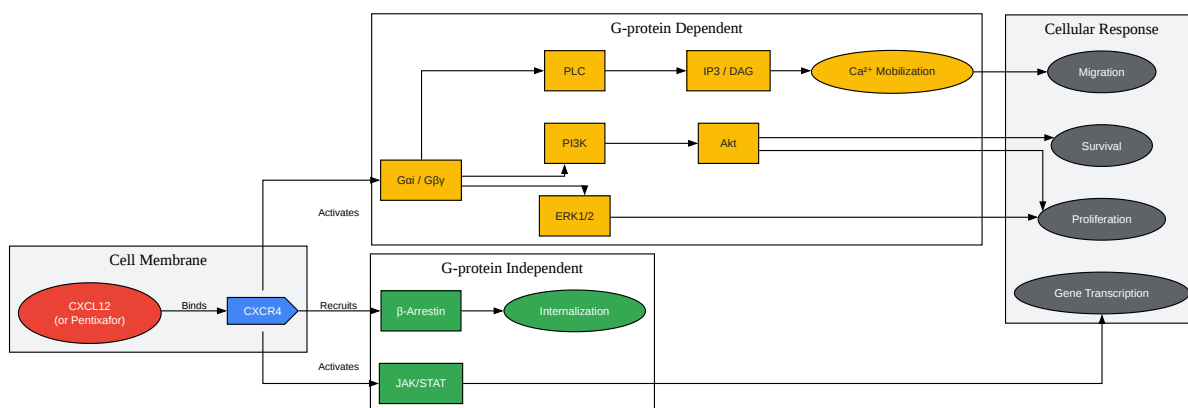 G-protein Dependent
Cellular Response
PLC
IP3 / DAG
Ca²⁺ Mobilization
Migration
PI3K
Akt
Survival
Gαi / Gβγ
Activates
ERK1/2
Proliferation
Cell Membrane
G-protein Independent
CXCL12
(or Pentixafor)
Binds
CXCR4
Recruits
β-Arrestin
Internalization
Gene Transcription
Activates
JAK/STAT